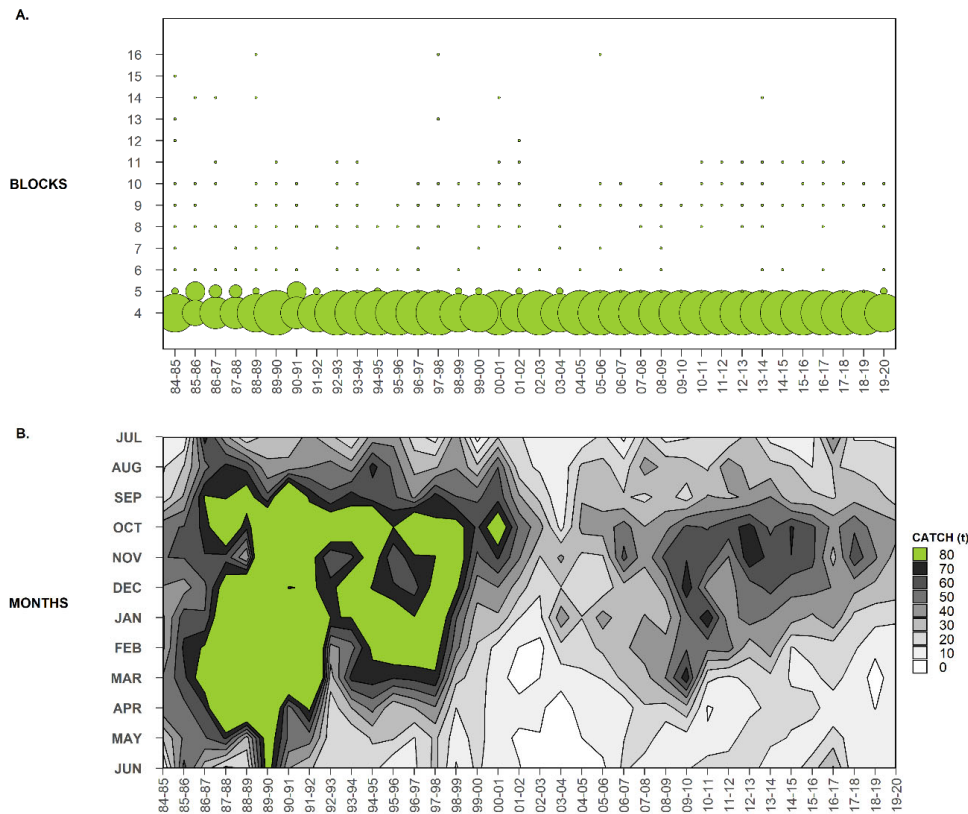 A.
16
15
14
13
12
11
10
9
8
7
6
5
4
BLOCKS
84-85 85-86 86-87 87-88 88-89 89-90 90-91 91-92 92-93 93-94 94-95 95-96 96-97 97-98 98-99 99-00 00-01 01-02 02-03 03-04 04-05 05-06 06-07 07-08 08-09 09-10 10-11 11-12 12-13 13-14 14-15 15-16 16-17 17-18 18-19 19-20
B.
JUL
AUG
SEP
OCT
NOV
DEC
JAN
FEB
MAR
APR
MAY
JUN
MONTHS
CATCH (t)
80
70
60
50
40
30
20
10
0
84-85 85-86 86-87 87-88 89-90 90-91 91-92 92-93 93-94 94-95 95-96 96-97 97-98 98-99 99-00 00-01 01-02 02-03 03-04 04-05 05-06 06-07 07-08 09-10 10-11 11-12 12-13 13-14 14-15 15-16 16-17 17-18 18-19 19-20